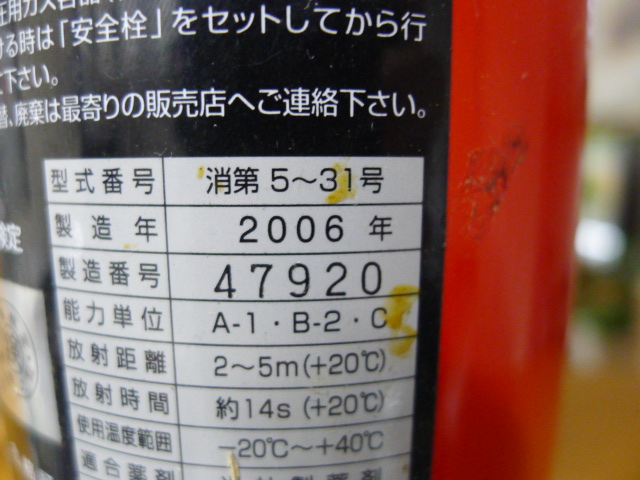 ける時は「安全栓」をセットしてから行
下さい。
廃棄は最寄りの販売店へご連絡下さい。
型式番号 消第5〜31号
製造年 2006年
製造番号 47920
能力単位 A-1・B-2・C
放射距離 2〜5m(+20℃)
放射時間 約14s(+20℃)
使用温度範囲 −20℃〜+40℃
適合薬剤